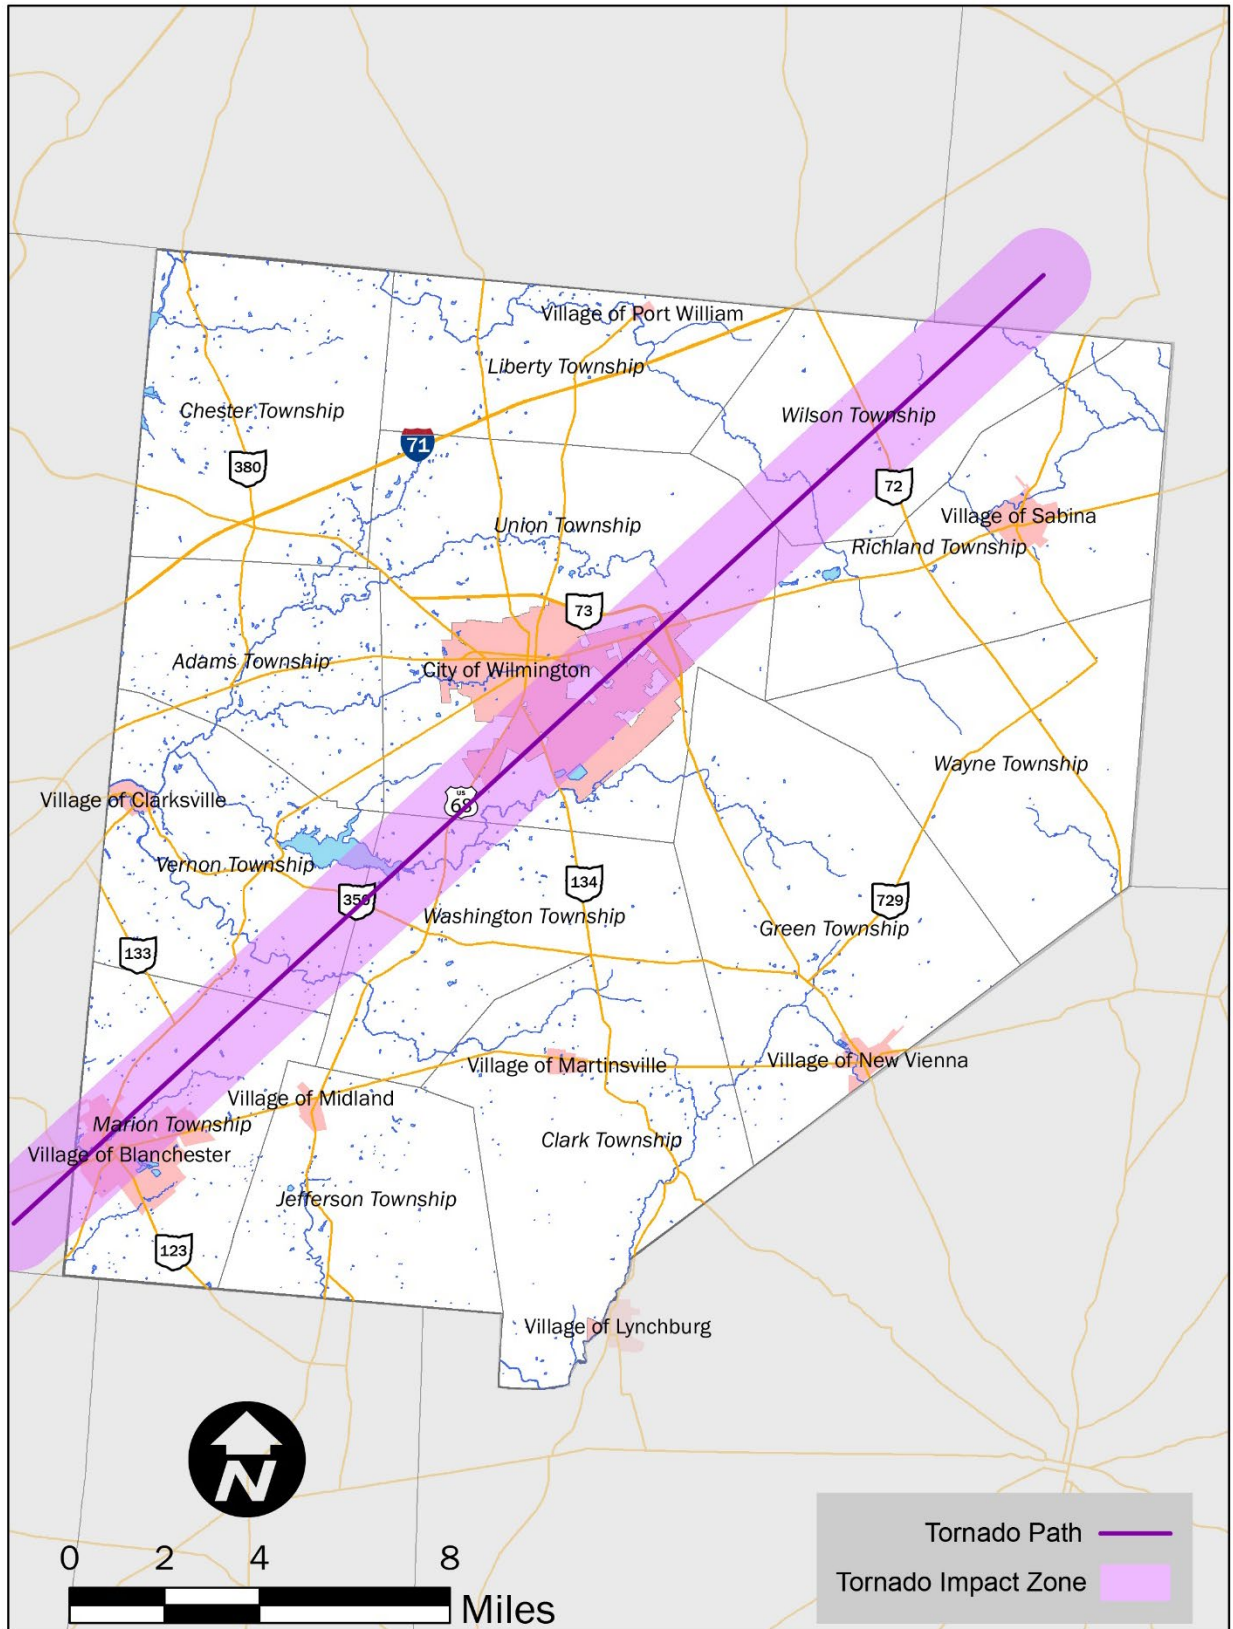 Village of Port William
Liberty Township
Chester Township
Wilson Township
71
380
72
Village of Sabina
Union Township
Richland Township
73
Adams Township
City of Wilmington
Wayne Township
Village of Clarksville
US
68
Vernon Township
134
350
729
Washington Township
Green Township
133
Village of Martinsville
Village of New Vienna
Village of Midland
Marion Township
Clark Township
Village of Blanchester
Jefferson Township
123
Village of Lynchburg
N
0 2 4 8
Miles
Tornado Path
Tornado Impact Zone